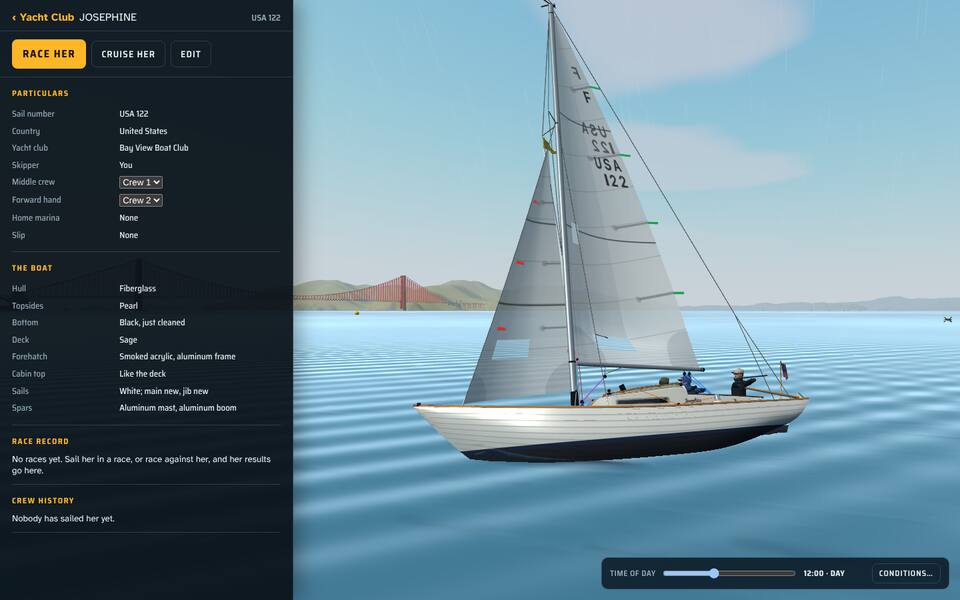 ‹ Yacht Club JOSEPHINE USA 122
RACE HER CRUISE HER EDIT
PARTICULARS
Sail number USA 122
Country United States
Yacht club Bay View Boat Club
Skipper You
Middle crew Crew 1
Forward hand Crew 2
Home marina None
Slip None
THE BOAT
Hull Fiberglass
Topsides Pearl
Bottom Black, just cleaned
Deck Sage
Forehatch Smoked acrylic, aluminum frame
Cabin top Like the deck
Sails White; main new, jib new
Spars Aluminum mast, aluminum boom
RACE RECORD
No races yet. Sail her in a race, or race against her, and her results
go here.
CREW HISTORY
Nobody has sailed her yet.
F
F
USA
122
USA
122
TIME OF DAY 12:00 · DAY CONDITIONS…